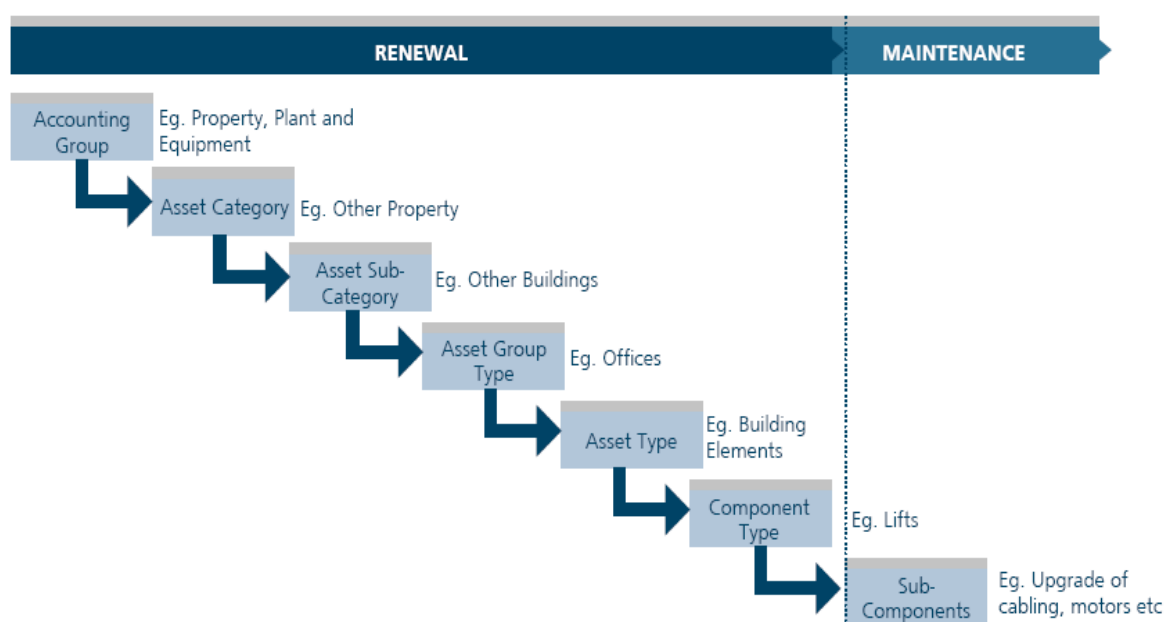 RENEWAL
MAINTENANCE
Accounting
Group
Eg. Property, Plant and
Equipment
Asset Category
Eg. Other Property
Asset Sub-
Category
Eg. Other Buildings
Asset Group
Type
Eg. Offices
Asset Type
Eg. Building
Elements
Component
Type
Eg. Lifts
Sub-
Components
Eg. Upgrade of
cabling, motors etc